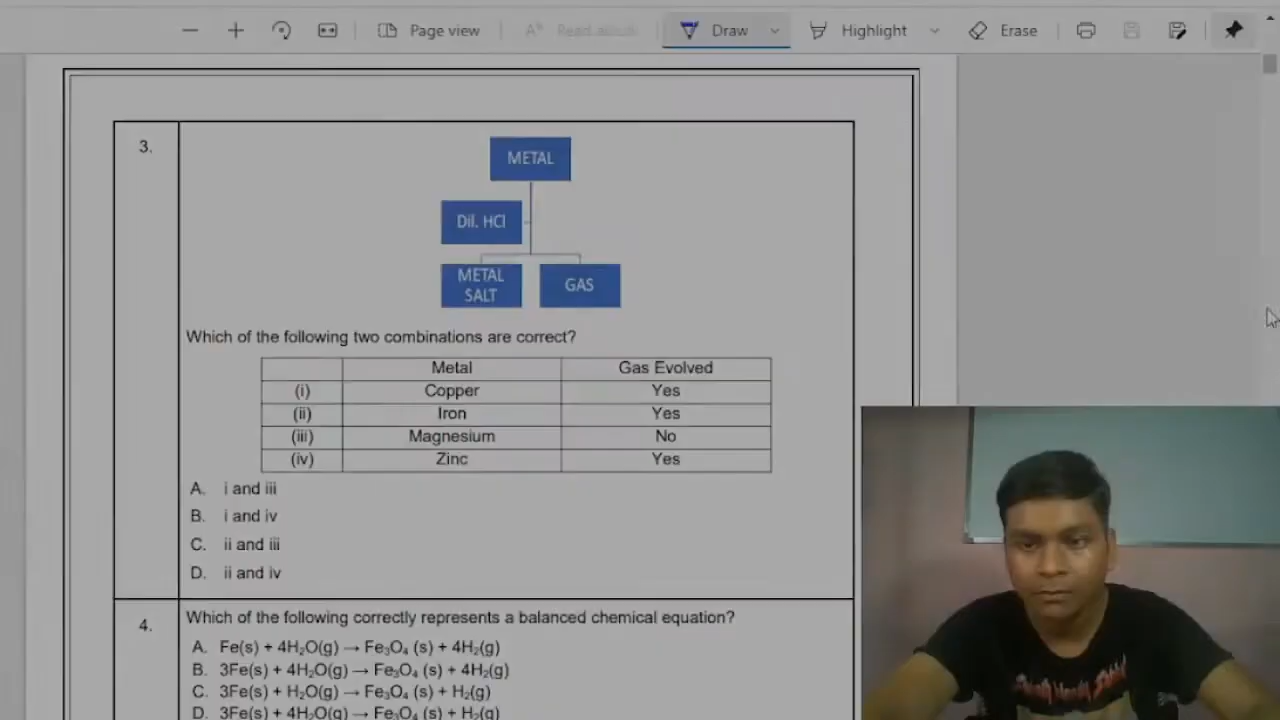 Page view
Read aloud
Draw
Highlight
Erase
3.
METAL
Dil. HCl
METAL
SALT
GAS
Which of the following two combinations are correct?
Metal Gas Evolved
(i) Copper Yes
(ii) Iron Yes
(iii) Magnesium No
(iv) Zinc Yes
A. i and iii
B. i and iv
C. ii and iii
D. ii and iv
4.
Which of the following correctly represents a balanced chemical equation?
A. Fe(s) + 4H₂O(g) → Fe₃O₄ (s) + 4H₂(g)
B. 3Fe(s) + 4H₂O(g) → Fe₃O₄ (s) + 4H₂(g)
C. 3Fe(s) + H₂O(g) → Fe₃O₄ (s) + H₂(g)
D. 3Fe(s) + 4H₂O(g) → Fe₃O₄ (s) + H₂(g)